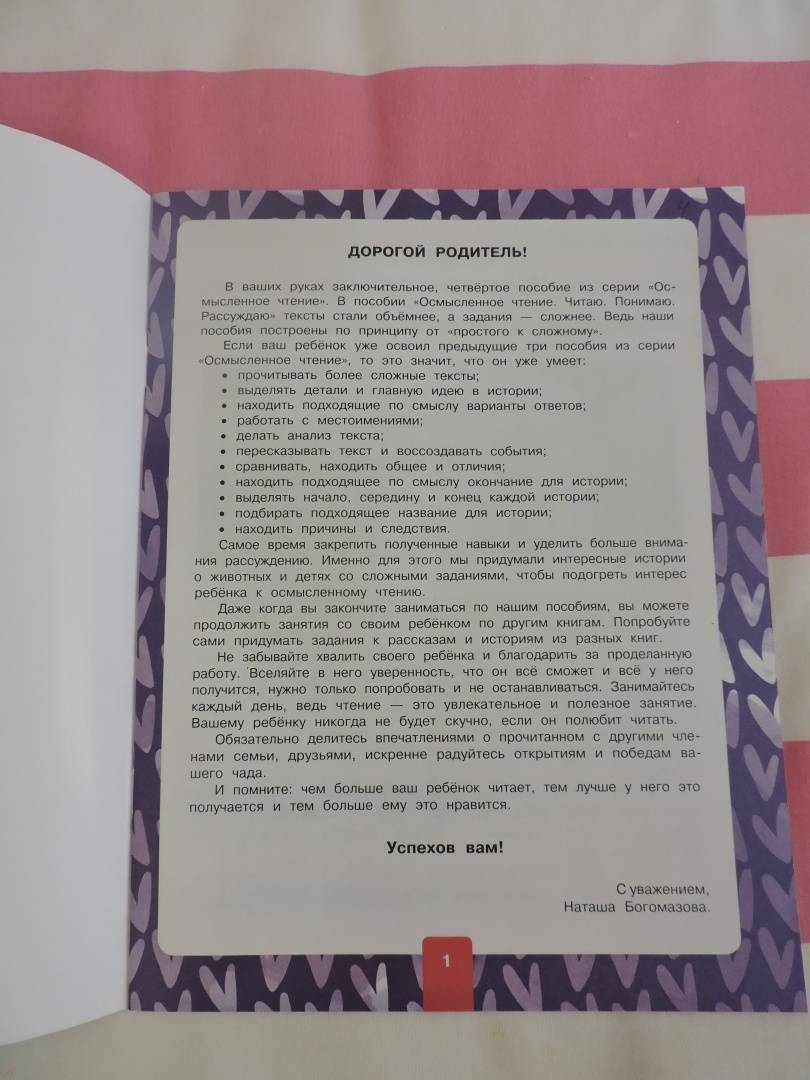 ДОРОГОЙ РОДИТЕЛЬ!
В ваших руках заключительное, четвёртое пособие из серии «Ос-
мысленное чтение». В пособии «Осмысленное чтение. Читаю. Понимаю.
Рассуждаю» тексты стали объёмнее, а задания — сложнее. Ведь наши
пособия построены по принципу от «простого к сложному».
Если ваш ребёнок уже освоил предыдущие три пособия из серии
«Осмысленное чтение», то это значит, что он уже умеет:
• прочитывать более сложные тексты;
• выделять детали и главную идею в истории;
• находить подходящие по смыслу варианты ответов;
• работать с местоимениями;
• делать анализ текста;
• пересказывать текст и воссоздавать события;
• сравнивать, находить общее и отличия;
• находить подходящее по смыслу окончание для истории;
• выделять начало, середину и конец каждой истории;
• подбирать подходящее название для истории;
• находить причины и следствия.
Самое время закрепить полученные навыки и уделить больше внима-
ния рассуждению. Именно для этого мы придумали интересные истории
о животных и детях со сложными заданиями, чтобы подогреть интерес
ребёнка к осмысленному чтению.
Даже когда вы закончите заниматься по нашим пособиям, вы можете
продолжить занятия со своим ребёнком по другим книгам. Попробуйте
сами придумать задания к рассказам и историям из разных книг.
Не забывайте хвалить своего ребёнка и благодарить за проделанную
работу. Вселяйте в него уверенность, что он всё сможет и всё у него
получится, нужно только попробовать и не останавливаться. Занимайтесь
каждый день, ведь чтение — это увлекательное и полезное занятие.
Вашему ребёнку никогда не будет скучно, если он полюбит читать.
Обязательно делитесь впечатлениями о прочитанном с другими чле-
нами семьи, друзьями, искренне радуйтесь открытиям и победам ва-
шего чада.
И помните: чем больше ваш ребёнок читает, тем лучше у него это
получается и тем больше ему это нравится.
Успехов вам!
С уважением,
Наташа Богомазова.
1